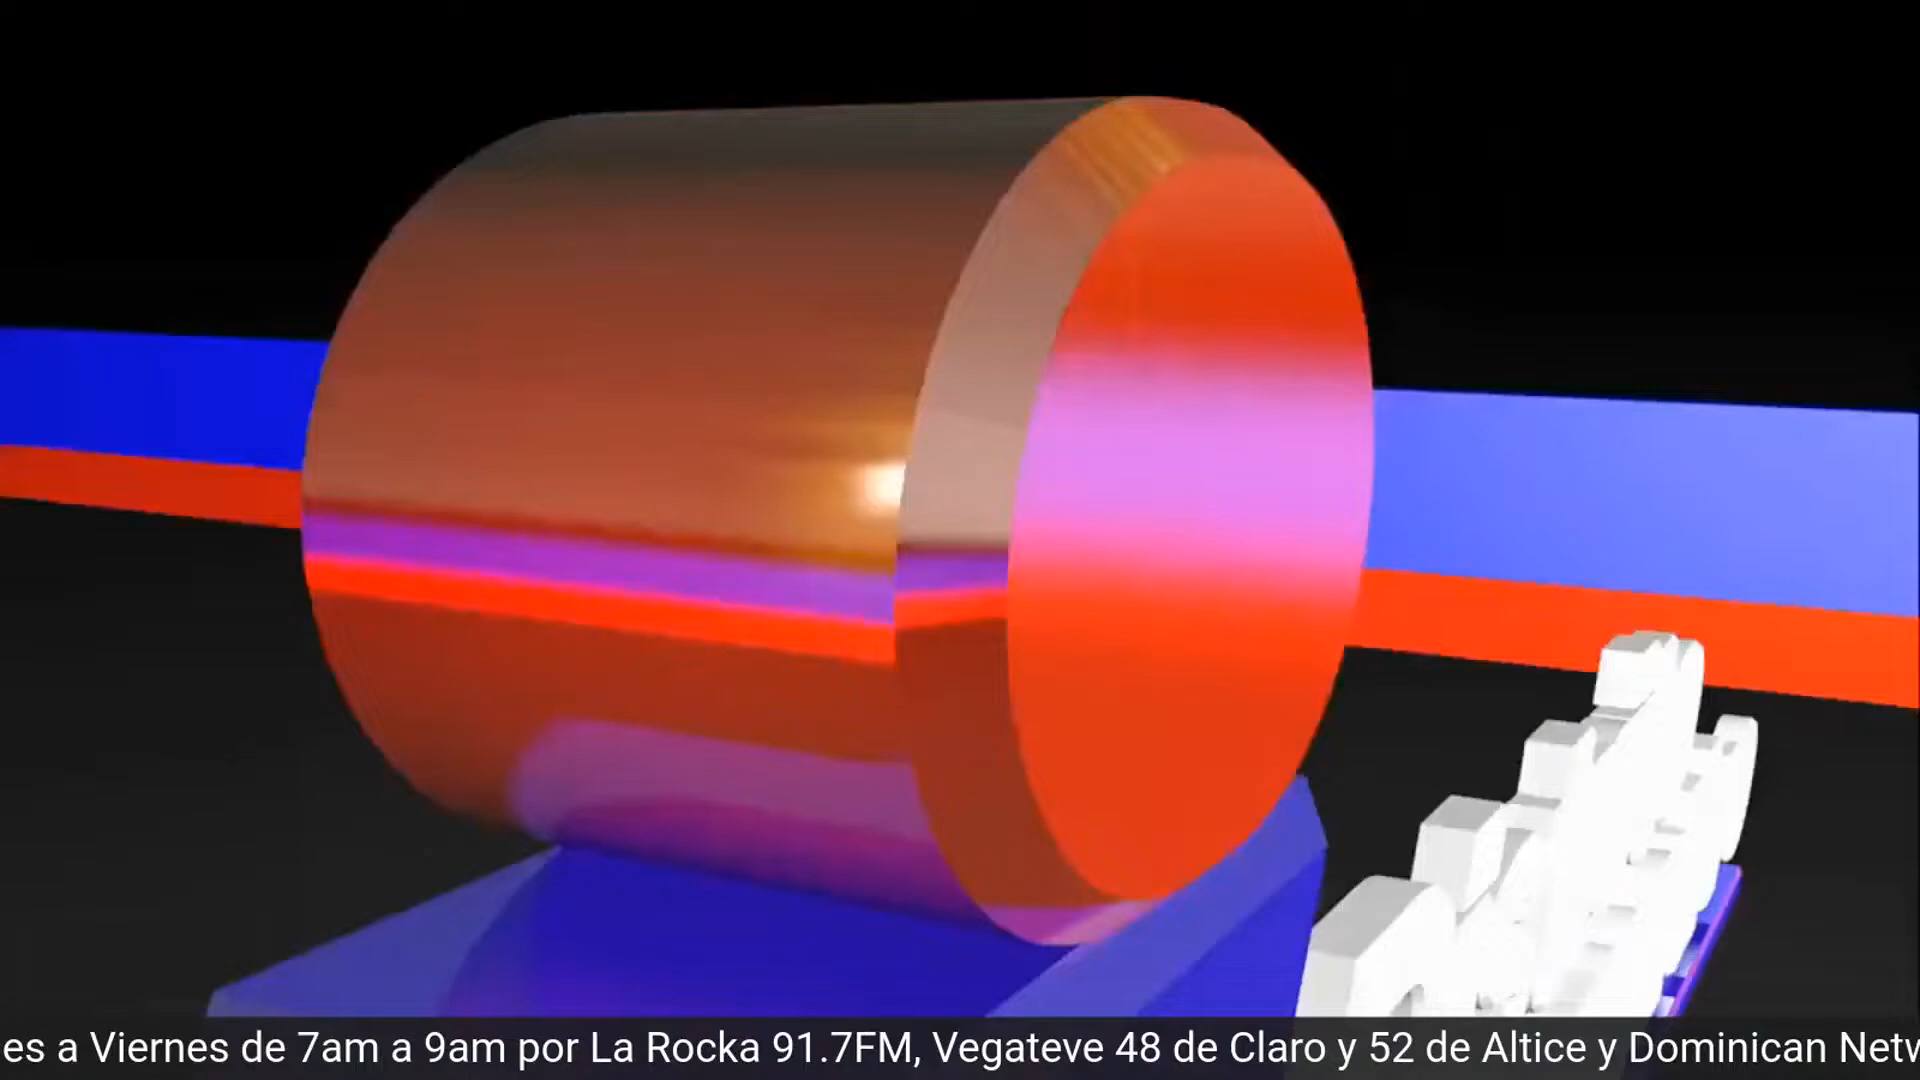 es a Viernes de 7am a 9am por La Rocka 91.7FM, Vegateve 48 de Claro y 52 de Altice y Dominican Netw